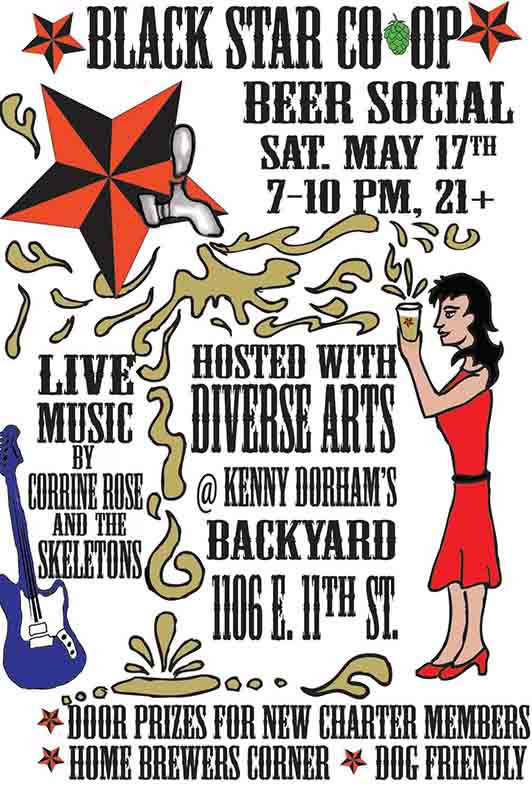 BLACK STAR CO-OP
BEER SOCIAL
SAT. MAY 17TH
7-10 PM, 21+
LIVE
MUSIC
BY
CORRINE ROSE
AND THE
SKELETONS
HOSTED WITH
DIVERSE ARTS
@ KENNY DORHAM'S
BACKYARD
1106 E. 11TH ST.
DOOR PRIZES FOR NEW CHARTER MEMBERS
HOME BREWERS CORNER DOG FRIENDLY